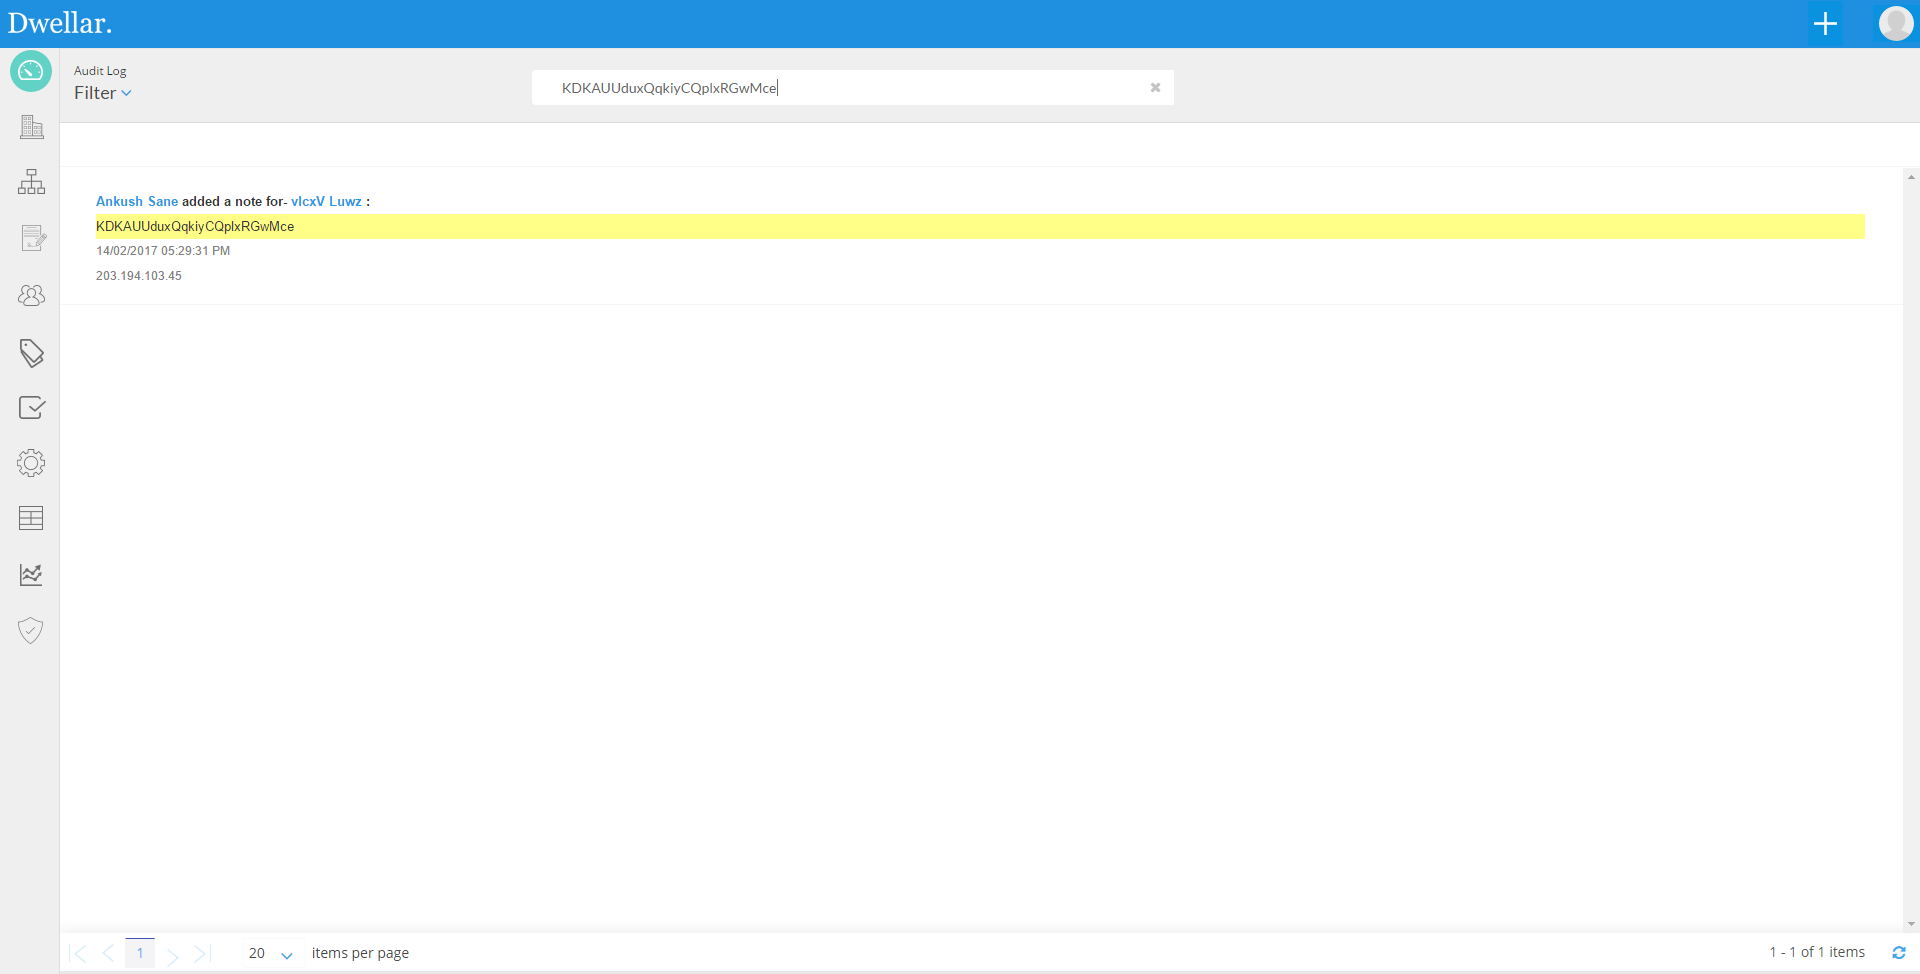 Dwellar.
Audit Log
Filter
KDKAUUduxQqkiyCQplxRGwMce
Ankush Sane added a note for- vlcxV Luwz :
KDKAUUduxQqkiyCQplxRGwMce
14/02/2017 05:29:31 PM
203.194.103.45
1
20 items per page
1 - 1 of 1 items